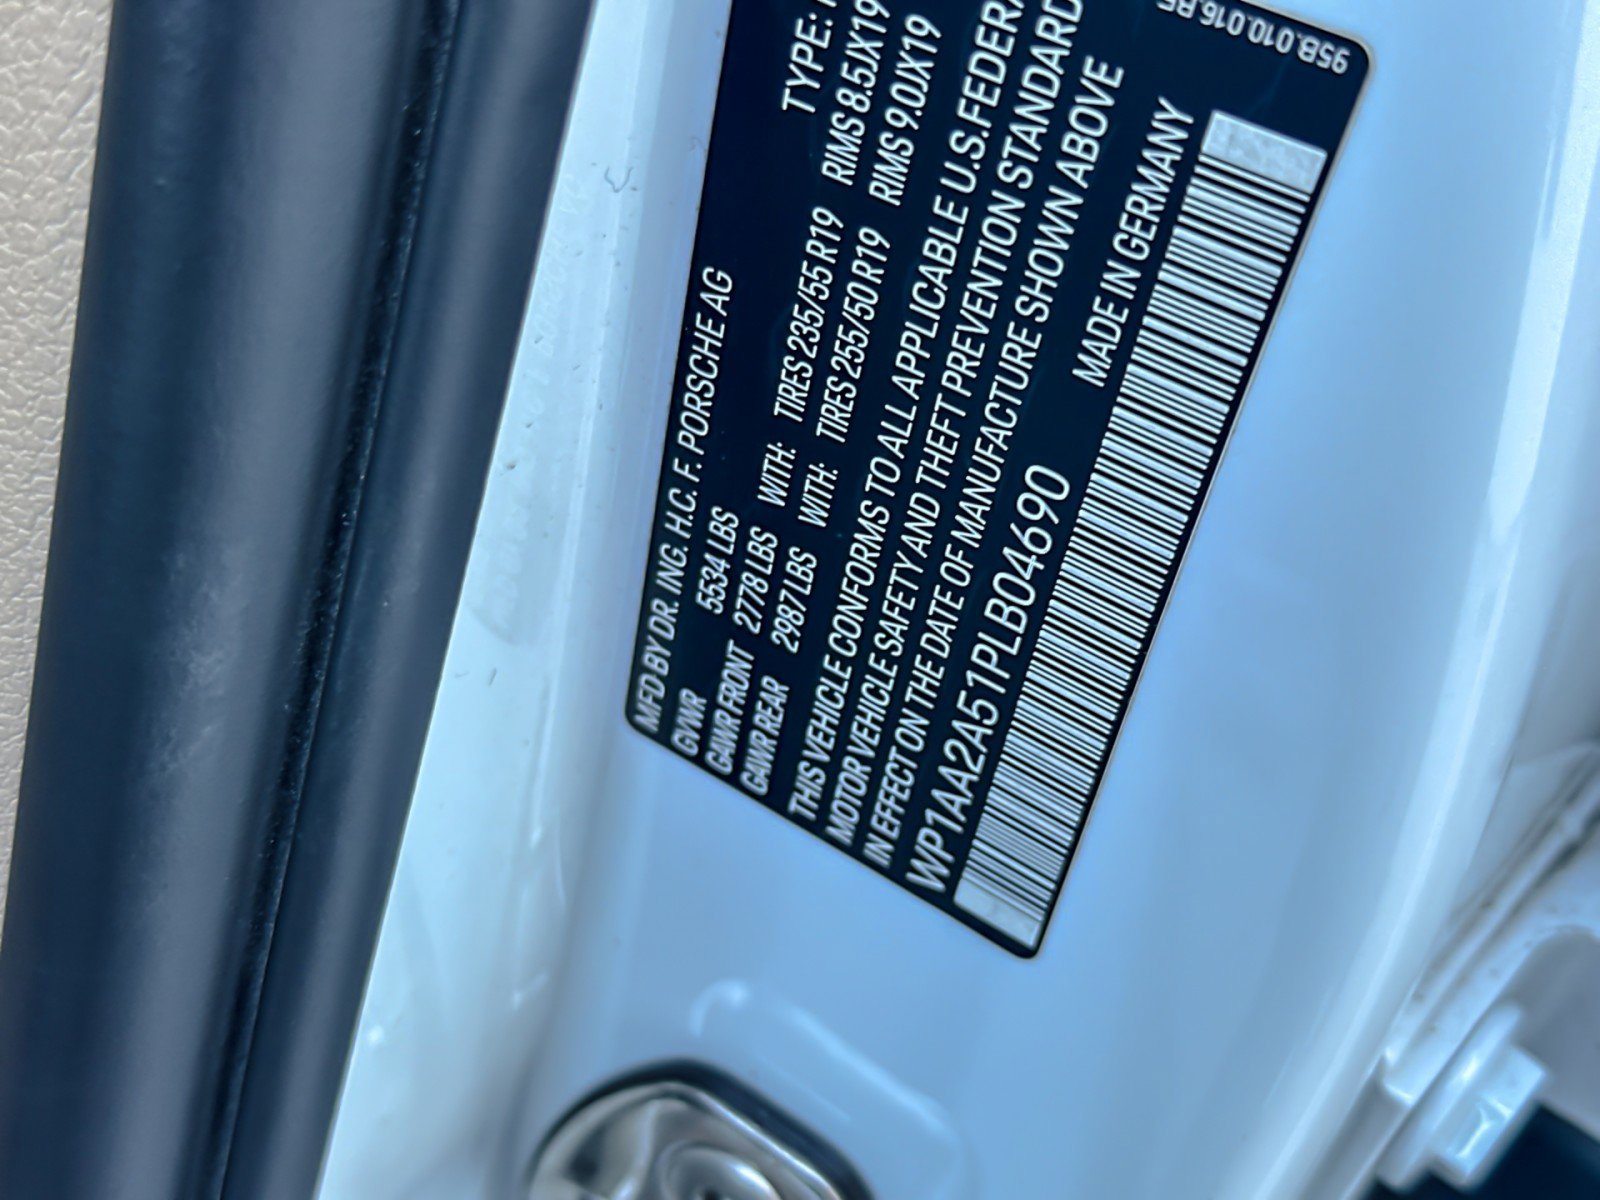 MFD BY DR. ING. H.C. F. PORSCHE AG
GVWR 5534 LBS TYPE:
GAWR FRONT 2778 LBS WITH: TIRES 235/55 R19 RIMS 8.5JX19
GAWR REAR 2987 LBS WITH: TIRES 255/50 R19 RIMS 9.0JX19
THIS VEHICLE CONFORMS TO ALL APPLICABLE U.S.FEDERA
MOTOR VEHICLE SAFETY AND THEFT PREVENTION STANDARD
IN EFFECT ON THE DATE OF MANUFACTURE SHOWN ABOVE
WP1AA2A51PLB04690 MADE IN GERMANY
95B.010.016.BF